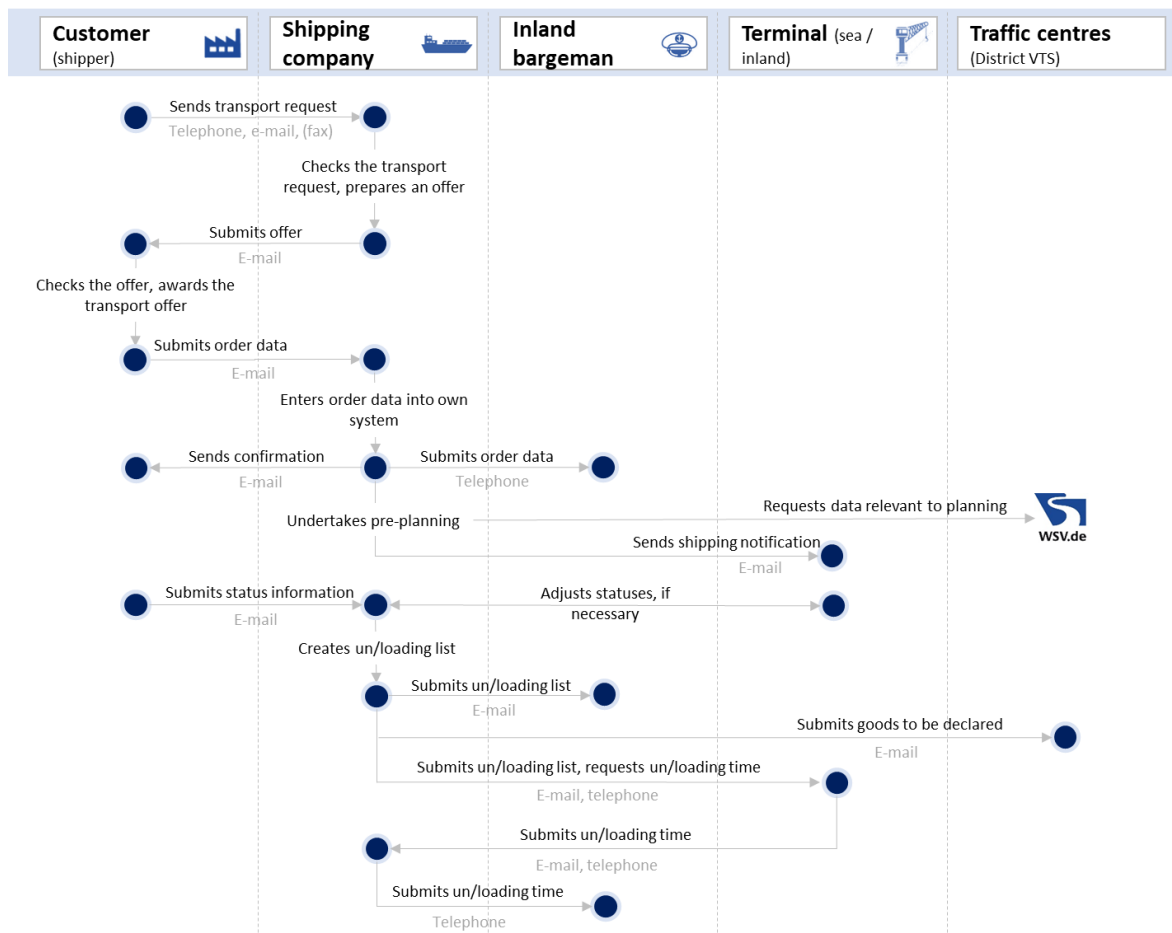 Customer
(shipper)
Shipping
company
Inland
bargeman
Terminal (sea /
inland)
Traffic centres
(District VTS)
Sends transport request
Telephone, e-mail, (fax)
Checks the transport
request, prepares an offer
Submits offer
E-mail
Checks the offer, awards the
transport offer
Submits order data
E-mail
Enters order data into own
system
Sends confirmation
E-mail
Submits order data
Telephone
Undertakes pre-planning
Requests data relevant to planning
WSV.de
Sends shipping notification
E-mail
Submits status information
E-mail
Adjusts statuses, if
necessary
Creates un/loading list
Submits un/loading list
E-mail
Submits goods to be declared
E-mail
Submits un/loading list, requests un/loading time
E-mail, telephone
Submits un/loading time
E-mail, telephone
Submits un/loading time
Telephone